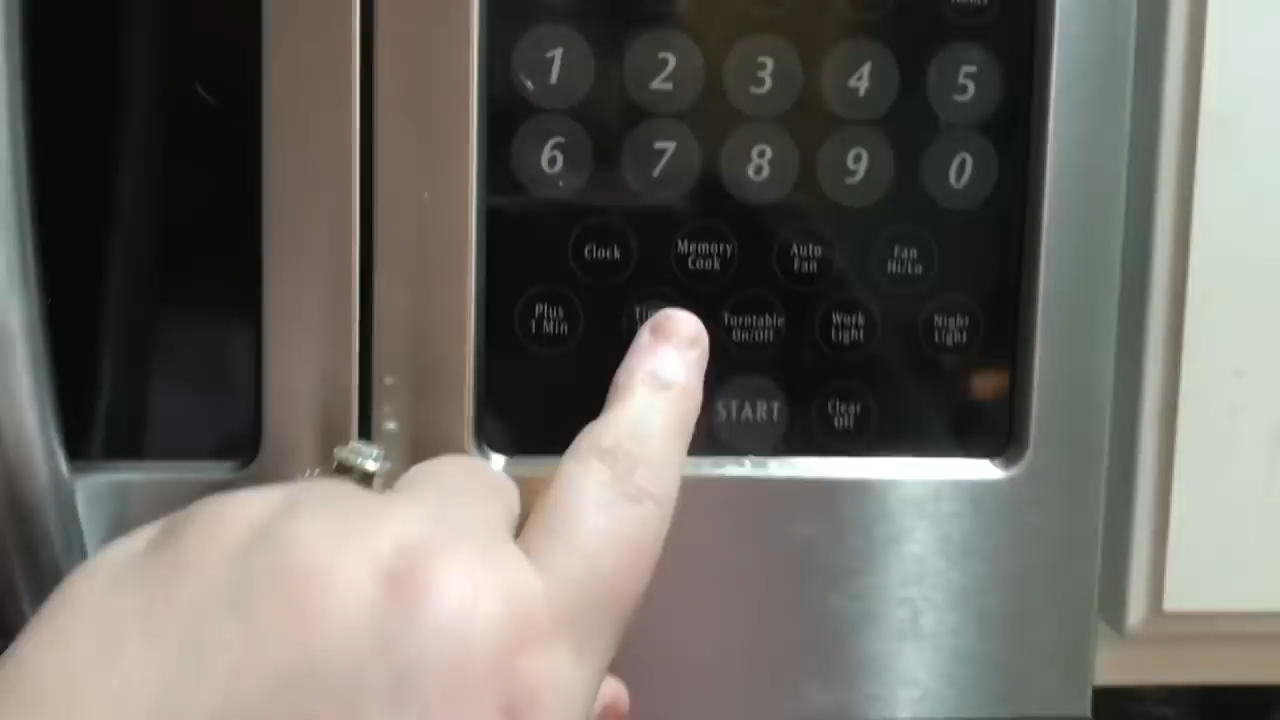 1 2 3 4 5
6 7 8 9 0
Clock Memory Cook Auto Fan Fan Hi/Lo
Plus 1 Min Turntable On/Off Work Light Night Light
START Clear Off